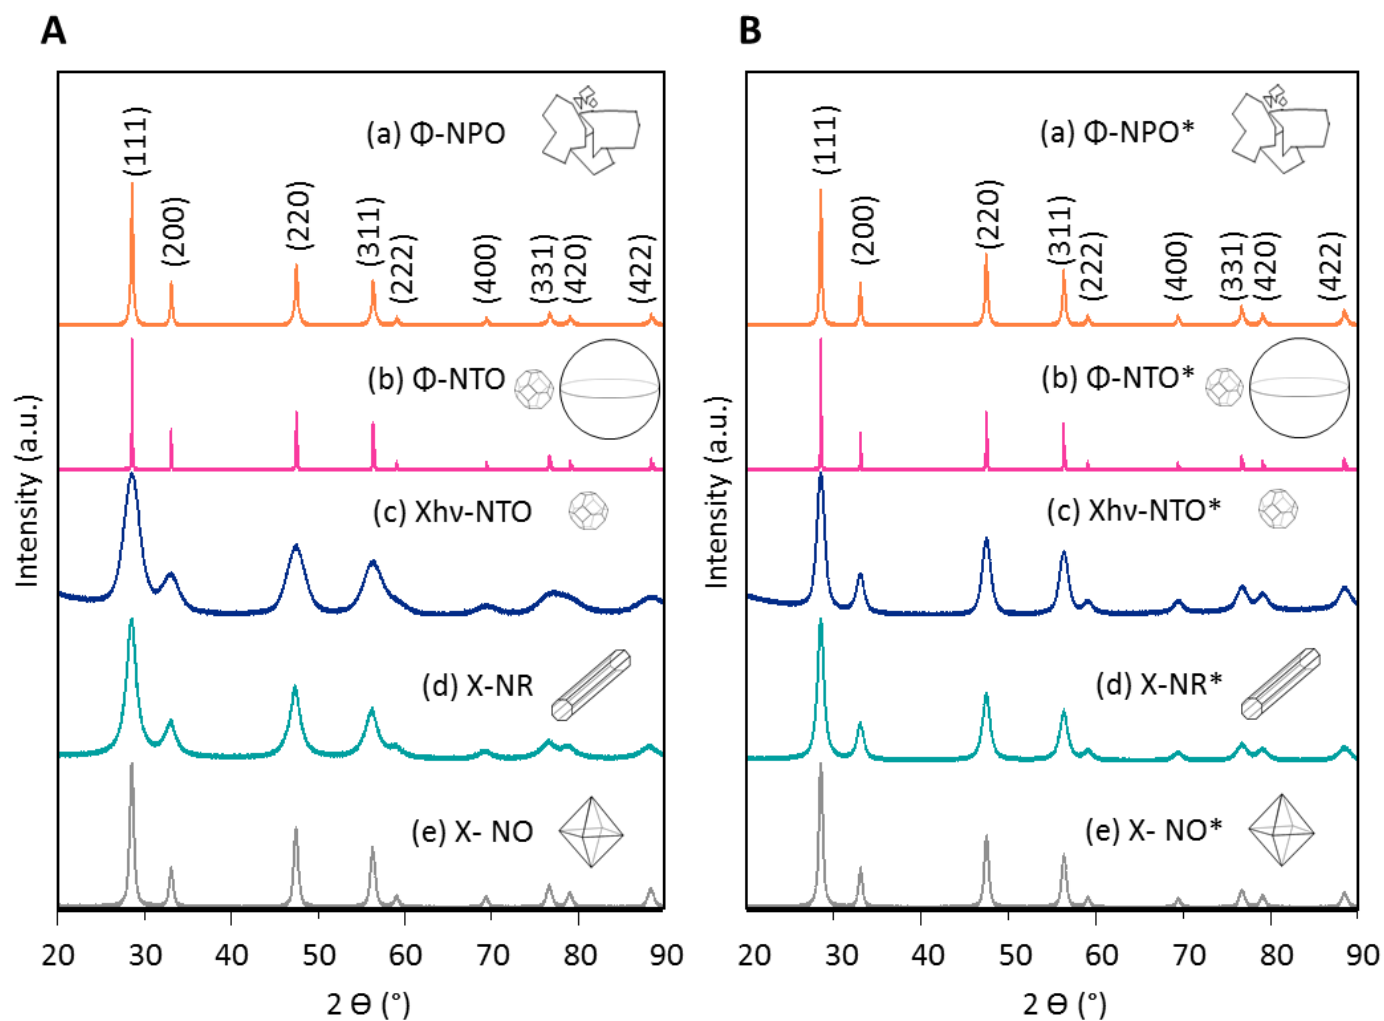 A
(a) Φ-NPO
(111)
(200)
(220)
(311)
(222)
(400)
(331)
(420)
(422)
(b) Φ-NTO
(c) Xhν-NTO
(d) X-NR
(e) X- NO
Intensity (a.u.)
20 30 40 50 60 70 80 90
2 ϴ (°)
B
(a) Φ-NPO*
(111)
(200)
(220)
(311)
(222)
(400)
(331)
(420)
(422)
(b) Φ-NTO*
(c) Xhν-NTO*
(d) X-NR*
(e) X- NO*
Intensity (a.u.)
20 30 40 50 60 70 80 90
2 ϴ (°)